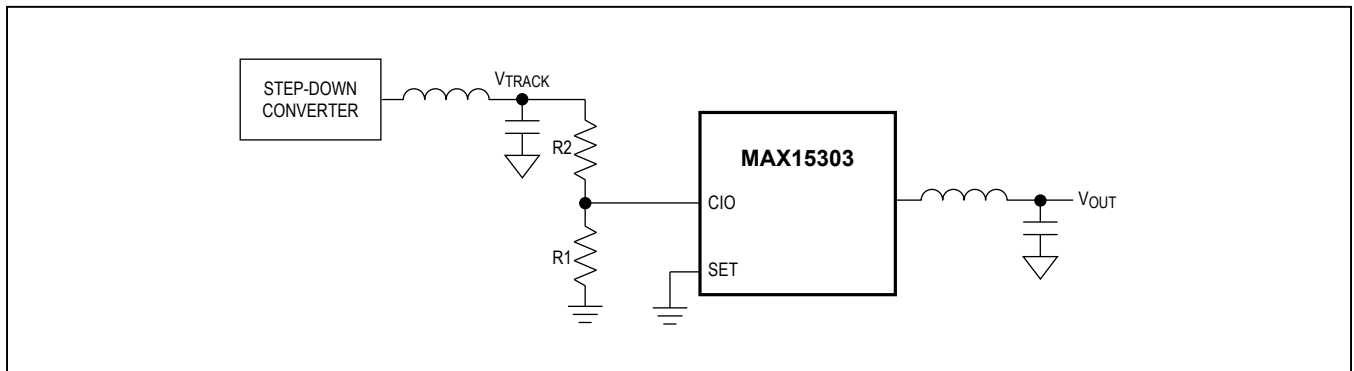 STEP-DOWN
CONVERTER
VTRACK
R2
R1
MAX15303
CIO
SET
VOUT